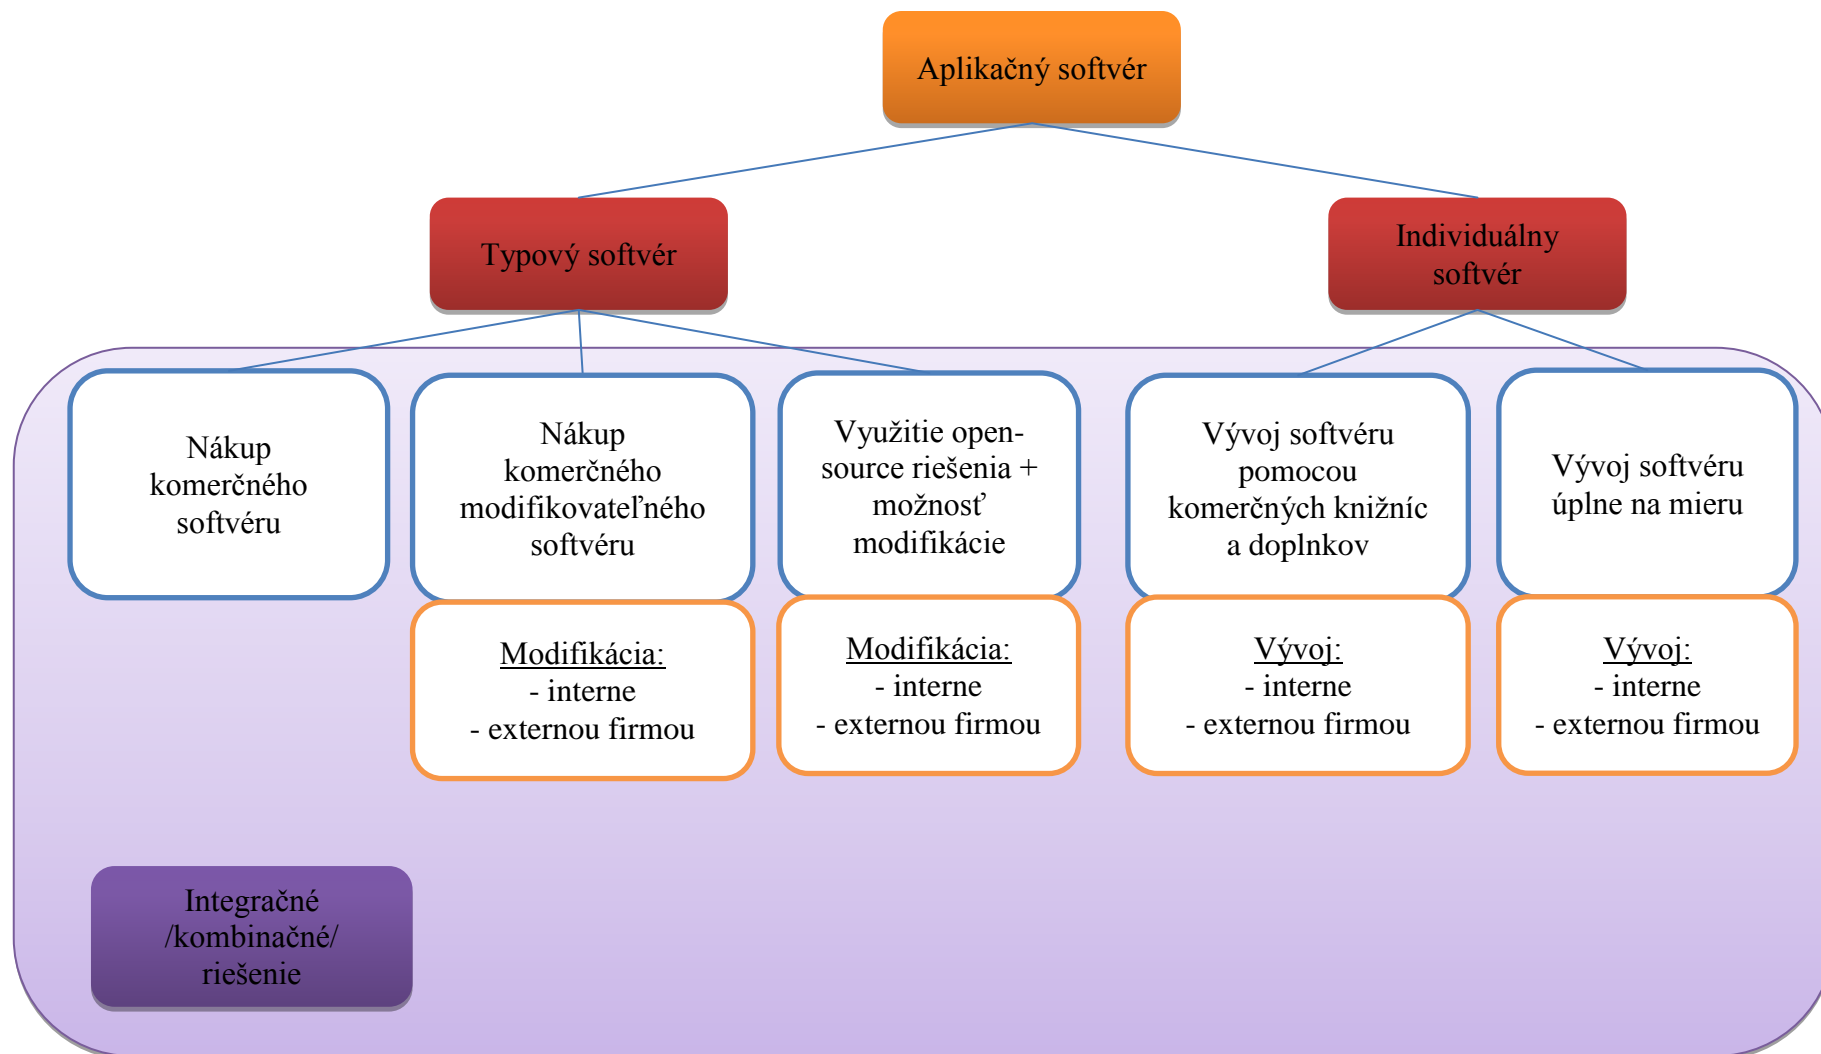 Aplikačný softvér
Typový softvér
Individuálny
softvér
Nákup
komerčného
softvéru
Nákup
komerčného
modifikovateľného
softvéru
Využitie open-
source riešenia +
možnosť
modifikácie
Vývoj softvéru
pomocou
komerčných knižníc
a doplnkov
Vývoj softvéru
úplne na mieru
Modifikácia:
- interne
- externou firmou
Modifikácia:
- interne
- externou firmou
Vývoj:
- interne
- externou firmou
Vývoj:
- interne
- externou firmou
Integračné
/kombinačné/
riešenie